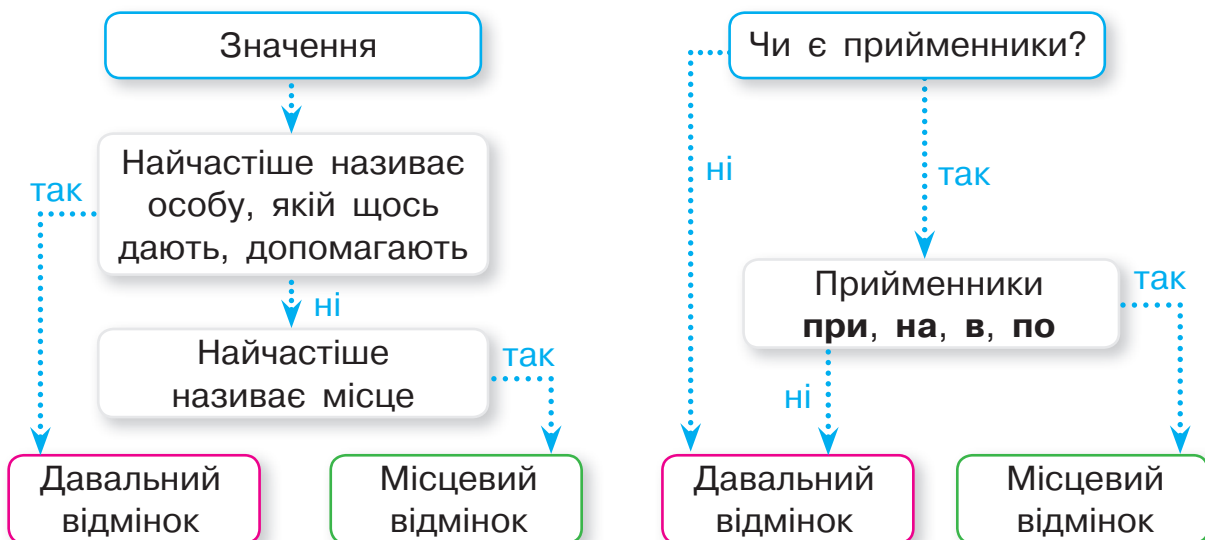 Значення
так
Найчастіше називає
особу, якій щось
дають, допомагають
ні
Найчастіше
називає місце
так
Давальний
відмінок
Місцевий
відмінок
Чи є прийменники?
ні
так
Прийменники
при, на, в, по
так
ні
Давальний
відмінок
Місцевий
відмінок